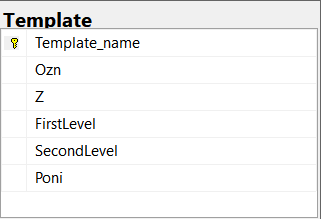 Template
Template_name
Ozn
Z
FirstLevel
SecondLevel
Poni